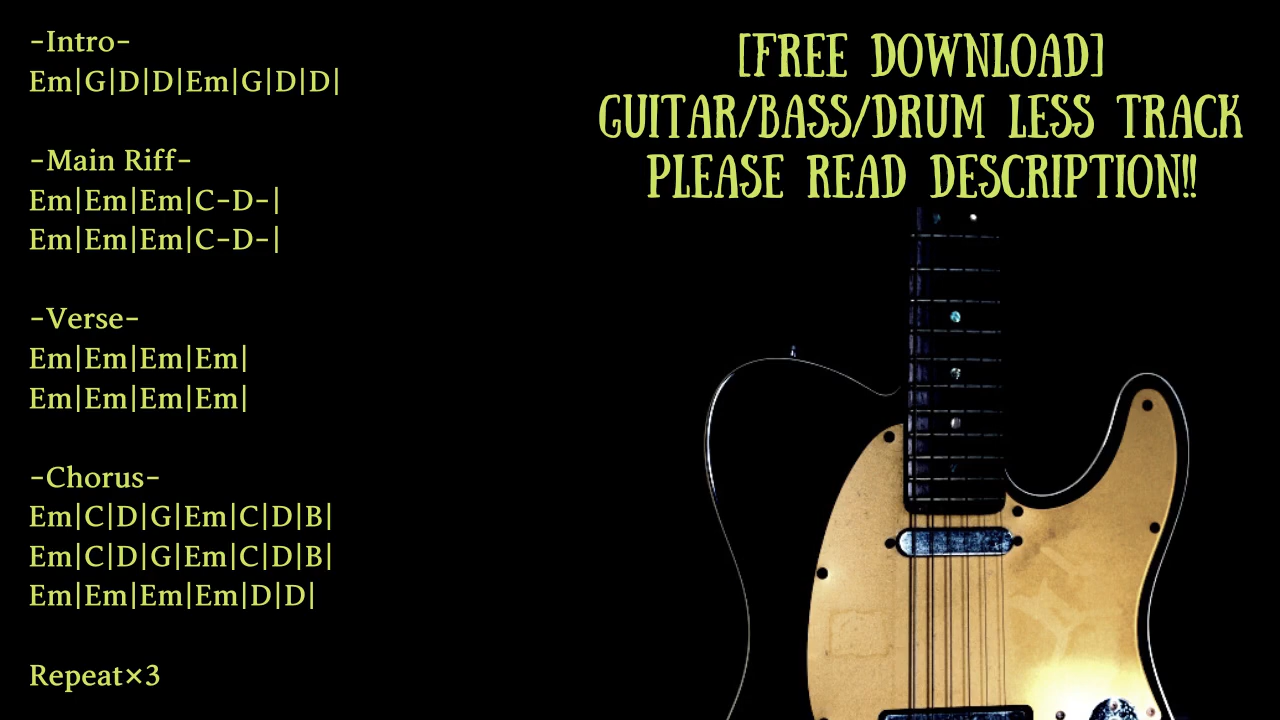 -Intro-
Em|G|D|D|Em|G|D|D|
-Main Riff-
Em|Em|Em|C-D-|
Em|Em|Em|C-D-|
-Verse-
Em|Em|Em|Em|
Em|Em|Em|Em|
-Chorus-
Em|C|D|G|Em|C|D|B|
Em|C|D|G|Em|C|D|B|
Em|Em|Em|Em|D|D|
Repeat×3
[FREE DOWNLOAD]
GUITAR/BASS/DRUM LESS TRACK
PLEASE READ DESCRIPTION!!